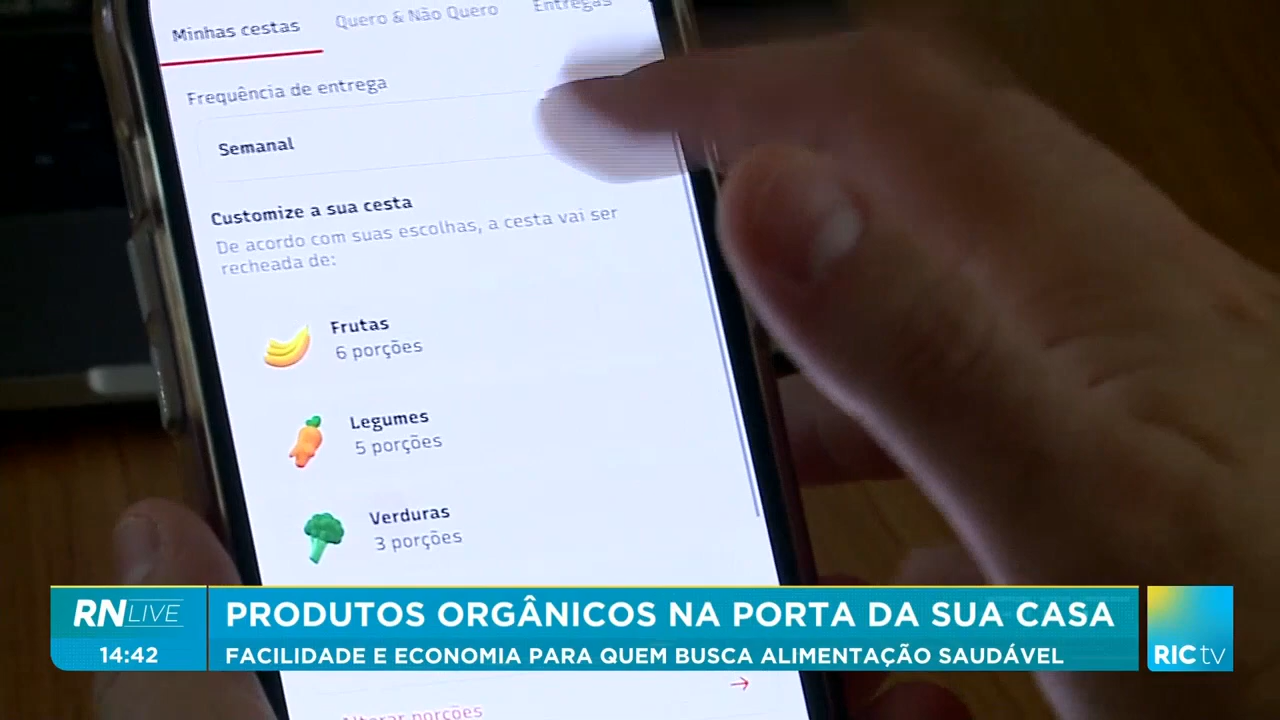 Minhas cestas
Quero & Não Quero
Entregas
Frequência de entrega
Semanal
Customize a sua cesta
De acordo com suas escolhas, a cesta vai ser
recheada de:
Frutas
6 porções
Legumes
5 porções
Verduras
3 porções
Alterar porções
RN LIVE
14:42
PRODUTOS ORGÂNICOS NA PORTA DA SUA CASA
FACILIDADE E ECONOMIA PARA QUEM BUSCA ALIMENTAÇÃO SAUDÁVEL
RIC tv